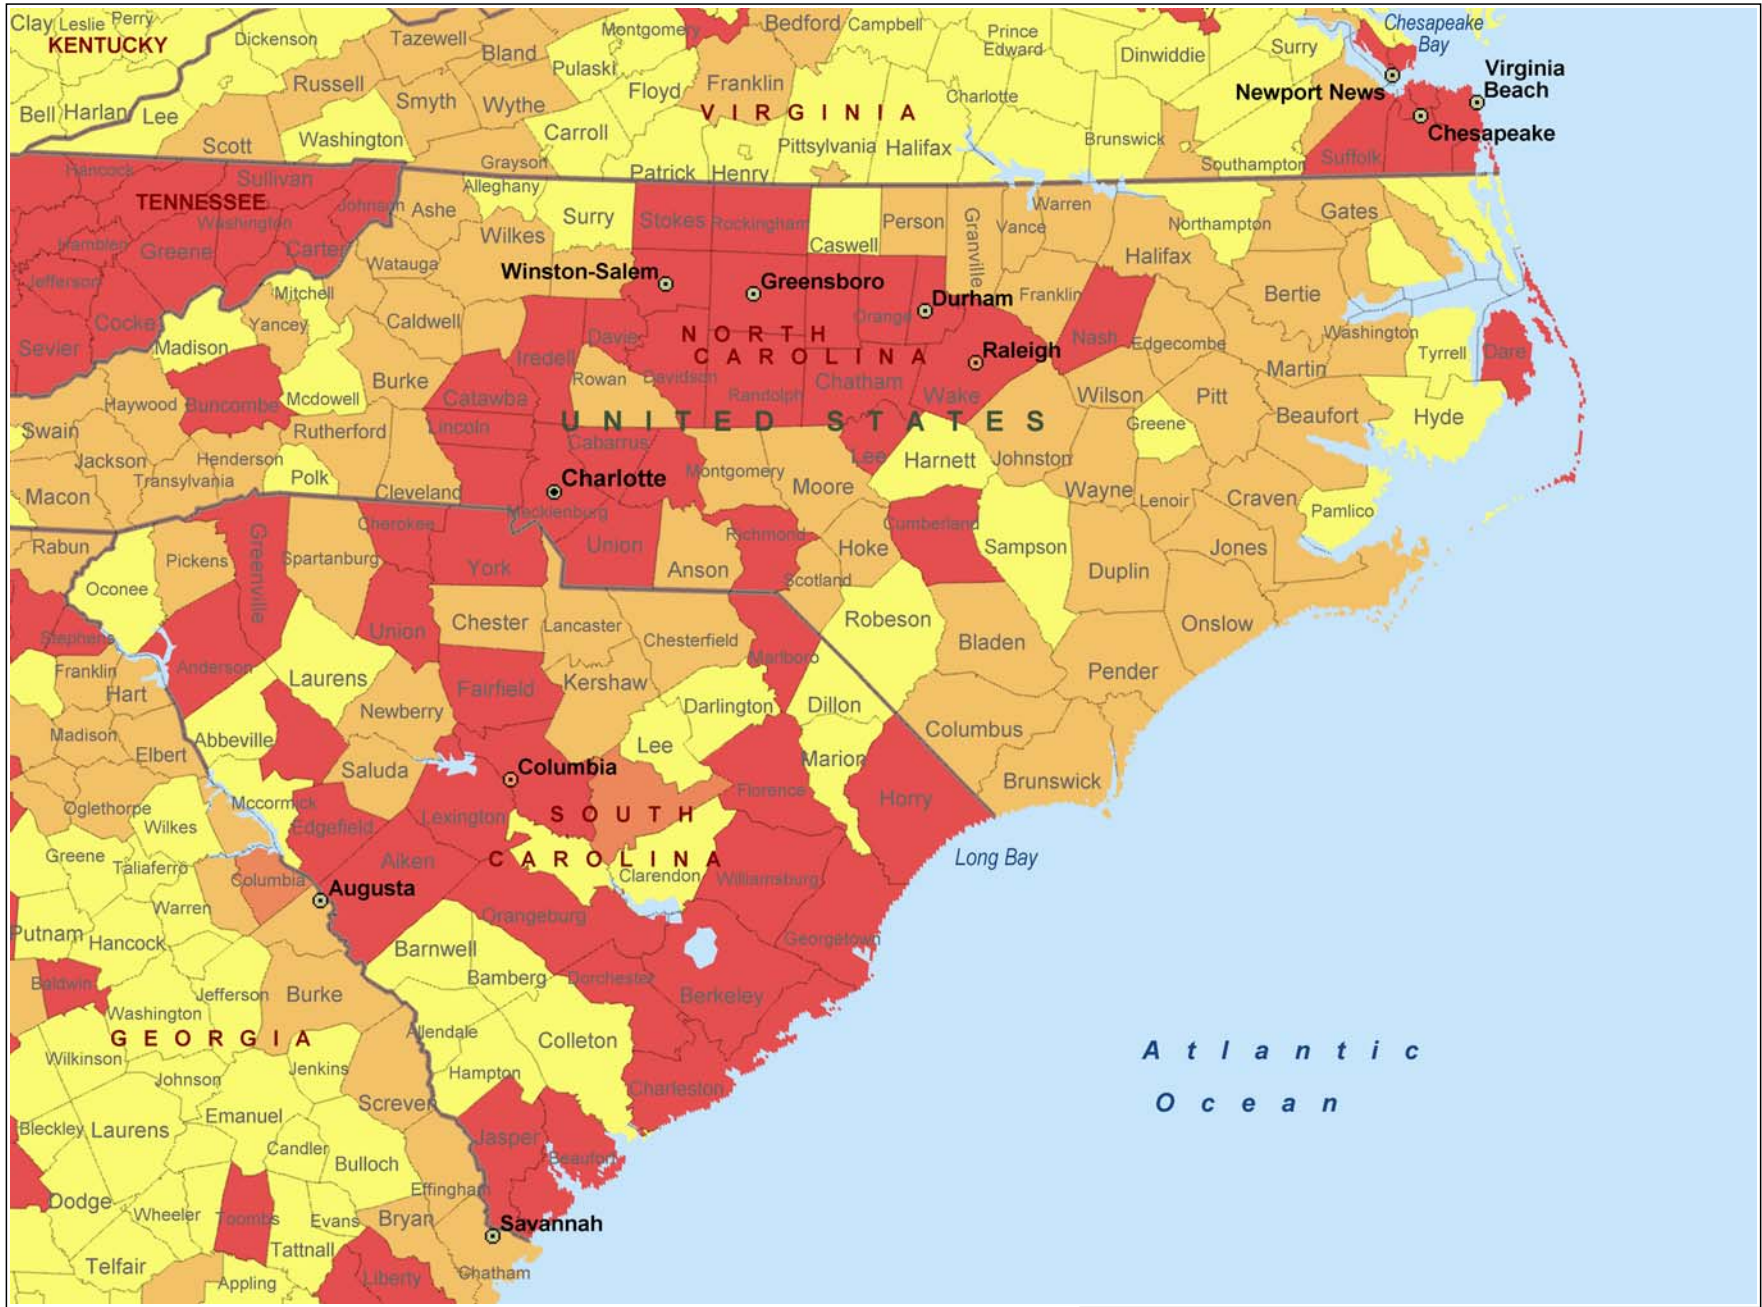 Clay Leslie Perry
KENTUCKY
Dickenson
Tazewell
Bland
Montgomery
Bedford
Campbell
Prince
Edward
Dinwiddie
Surry
Chesapeake
Bay
Bell
Harlan
Lee
Russell
Smyth
Wythe
Pulaski
Floyd
Franklin
Charlotte
Newport News
Virginia
Beach
Chesapeake
VIRGINIA
Scott
Washington
Grayson
Carroll
Patrick
Henry
Pittsylvania
Halifax
Brunswick
Southampton
Suffolk
Hancock
Sullivan
TENNESSEE
Washington
Johnson
Hamblen
Greene
Carter
Jefferson
Cocke
Sevier
Alleghany
Ashe
Surry
Wilkes
Stokes
Rockingham
Caswell
Person
Granville
Vance
Warren
Northampton
Gates
Halifax
Watauga
Mitchell
Yancey
Caldwell
Madison
Winston-Salem
Greensboro
Durham
Orange
Franklin
Bertie
Nash
Edgecombe
Washington
Tyrrell
Dare
Martin
NORTH
CAROLINA
Davie
Iredell
Rowan
Davidson
Randolph
Chatham
Raleigh
Wake
Wilson
Pitt
Beaufort
Hyde
Haywood
Buncombe
Mcdowell
Burke
Catawba
Lincoln
UNITED STATES
Cabarrus
Lee
Harnett
Johnston
Greene
Swain
Jackson
Macon
Transylvania
Henderson
Rutherford
Polk
Cleveland
Charlotte
Mecklenburg
Montgomery
Moore
Wayne
Lenoir
Craven
Pamlico
Rabun
Oconee
Pickens
Greenville
Spartanburg
Cherokee
York
Union
Anson
Richmond
Scotland
Hoke
Cumberland
Sampson
Duplin
Jones
Onslow
Stephens
Franklin
Hart
Anderson
Laurens
Union
Chester
Lancaster
Chesterfield
Marlboro
Robeson
Bladen
Pender
Fairfield
Kershaw
Newberry
Darlington
Dillon
Columbus
Madison
Elbert
Abbeville
Saluda
Lee
Marion
Brunswick
Columbia
Oglethorpe
Wilkes
Mccormick
Edgefield
Lexington
SOUTH
CAROLINA
Florence
Horry
Long Bay
Greene
Taliaferro
Columbia
Aiken
Clarendon
Williamsburg
Augusta
Warren
Orangeburg
Georgetown
Putnam
Hancock
Barnwell
Bamberg
Dorchester
Berkeley
Baldwin
Washington
Jefferson
Burke
GEORGIA
Allendale
Colleton
Wilkinson
Johnson
Jenkins
Hampton
Charleston
Screven
Emanuel
Bleckley
Laurens
Candler
Bulloch
Jasper
Beaufort
Effingham
Dodge
Wheeler
Toombs
Evans
Bryan
Savannah
Tattnall
Telfair
Appling
Liberty
Chatham
Atlantic
Ocean